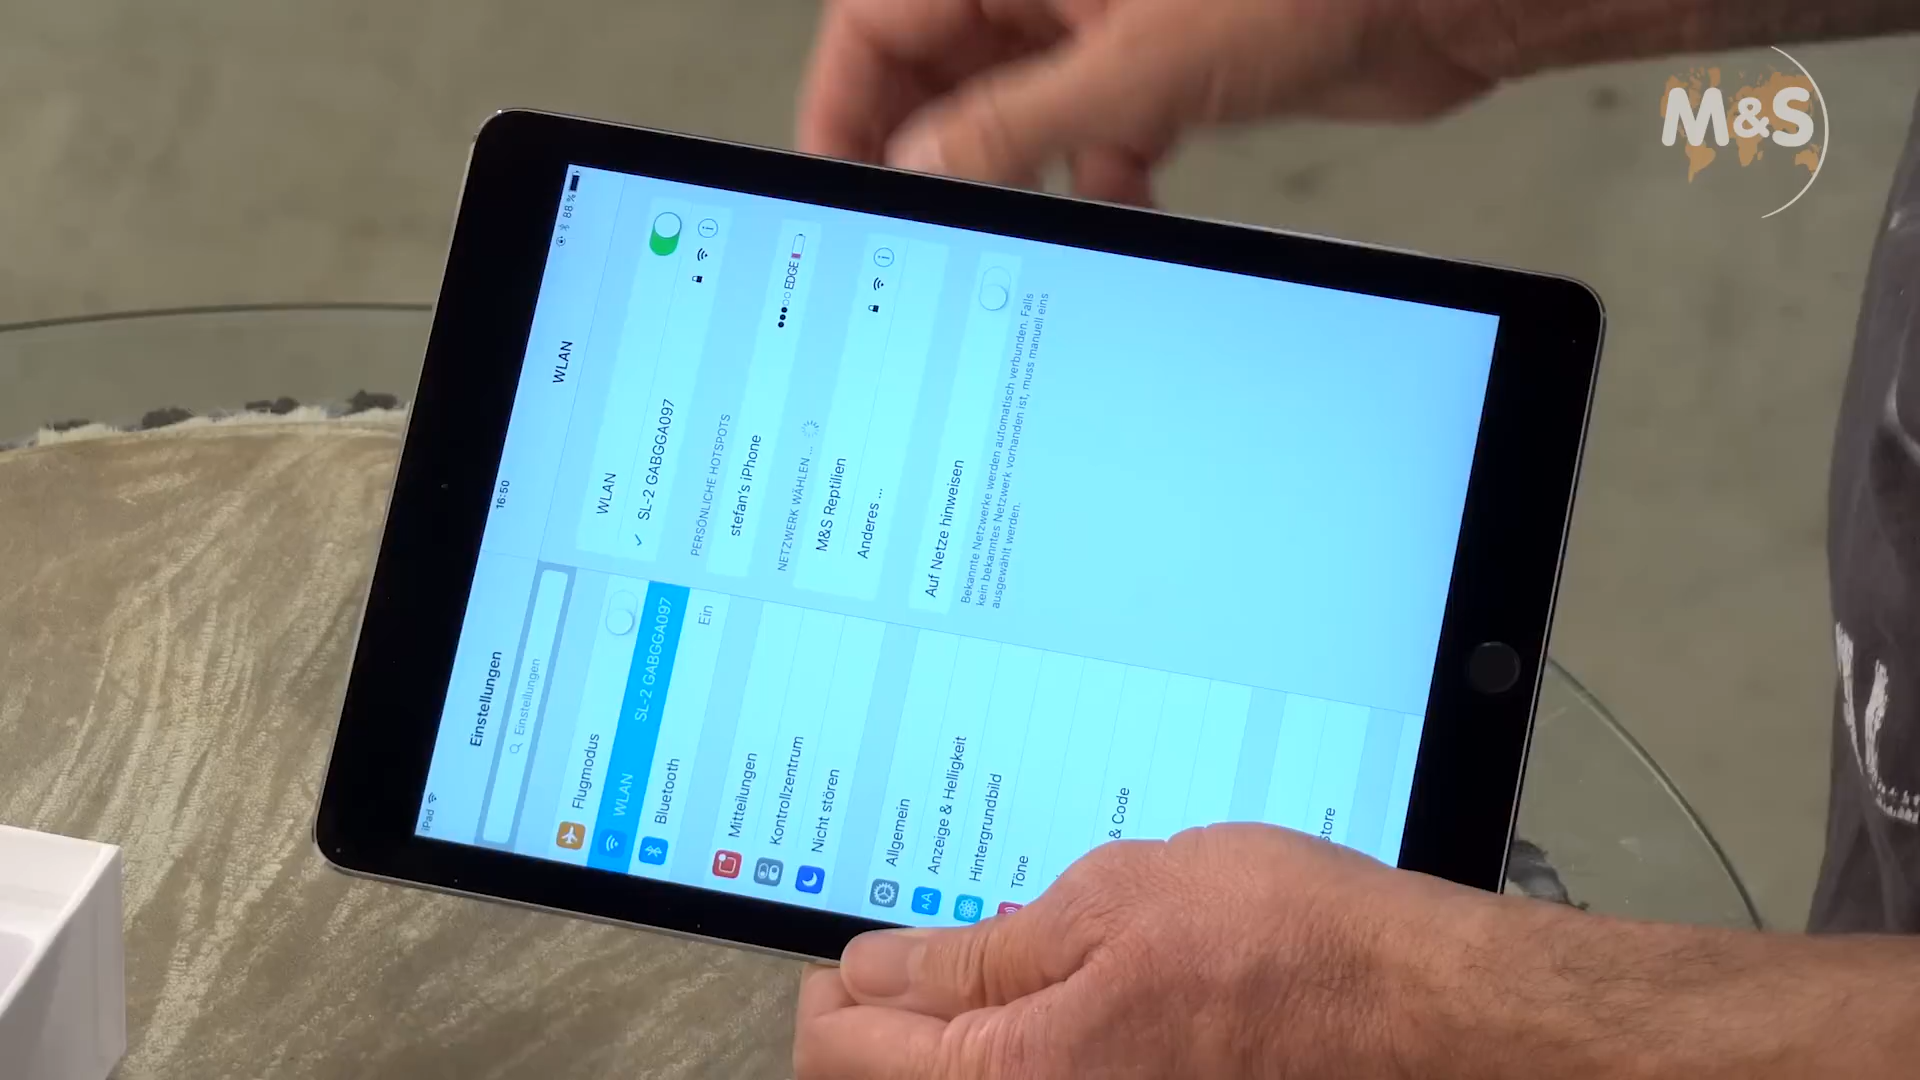 M&S
iPad
16:50
88 %
Einstellungen
WLAN
Einstellungen
Flugmodus
WLAN SL-2 GABGGA097
Bluetooth Ein
Mitteilungen
Kontrollzentrum
Nicht stören
Allgemein
AA Anzeige & Helligkeit
Hintergrundbild
Töne
& Code
Store
WLAN
✓ SL-2 GABGGA097
PERSÖNLICHE HOTSPOTS
stefan's iPhone EDGE
NETZWERK WÄHLEN ...
M&S Reptilien
Anderes ...
Auf Netze hinweisen
Bekannte Netzwerke werden automatisch verbunden. Falls
kein bekanntes Netzwerk vorhanden ist, muss manuell eins
ausgewählt werden.